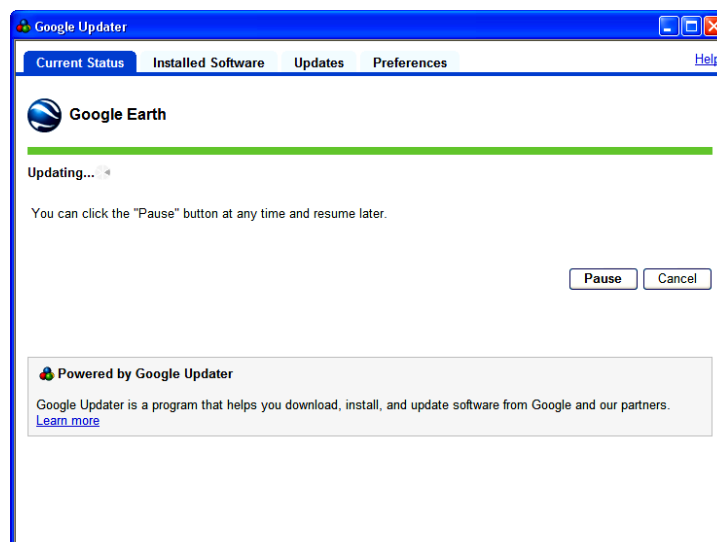 Google Updater
Current Status Installed Software Updates Preferences Help
Google Earth
Updating...
You can click the "Pause" button at any time and resume later.
Pause Cancel
Powered by Google Updater
Google Updater is a program that helps you download, install, and update software from Google and our partners.
Learn more